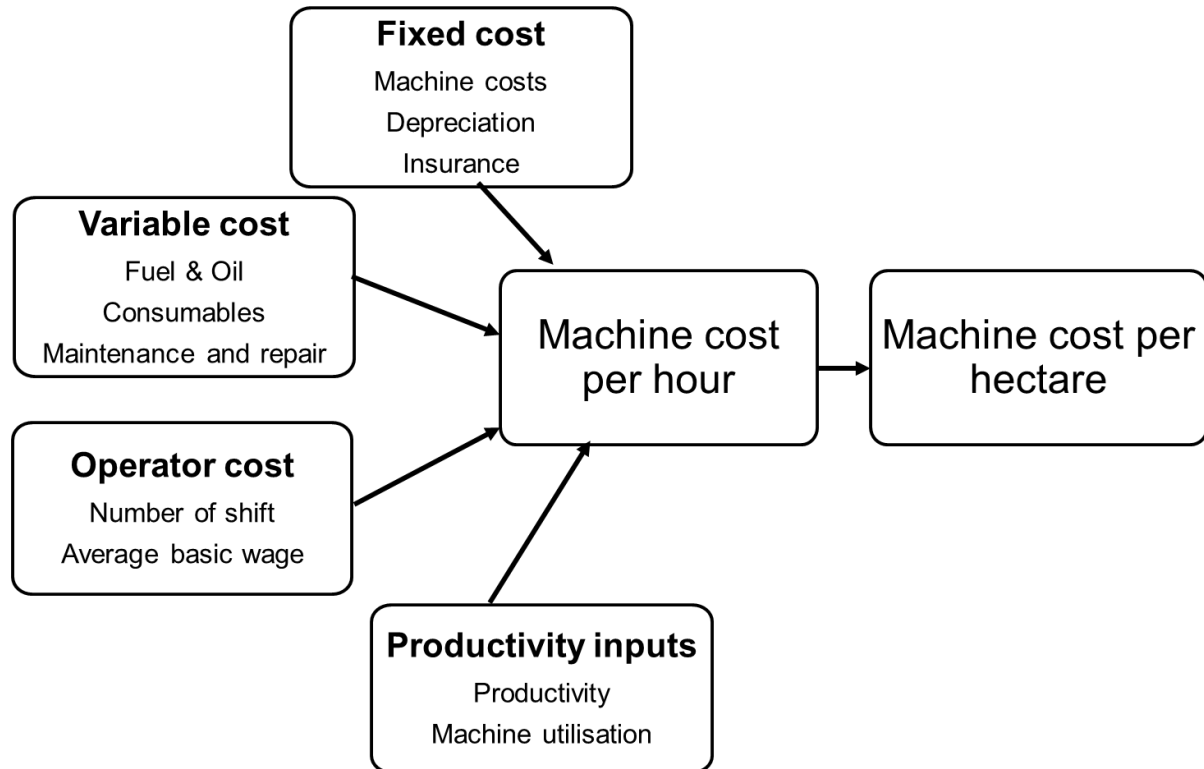 Fixed cost
Machine costs
Depreciation
Insurance
Variable cost
Fuel & Oil
Consumables
Maintenance and repair
Machine cost
per hour
Machine cost per
hectare
Operator cost
Number of shift
Average basic wage
Productivity inputs
Productivity
Machine utilisation